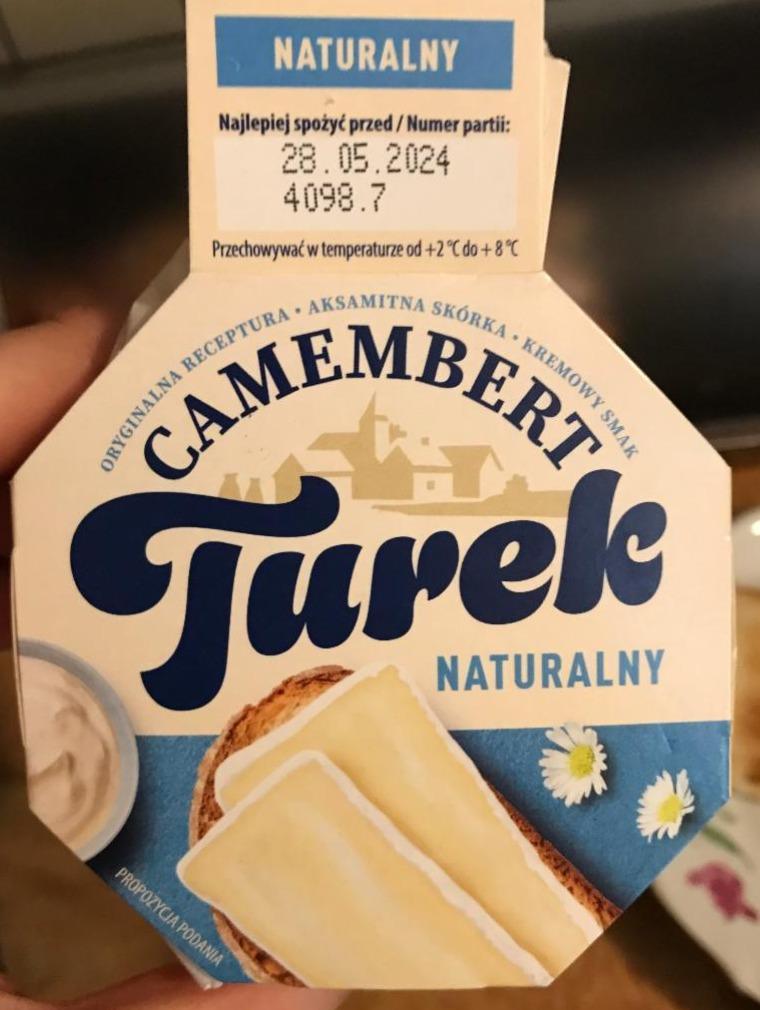 NATURALNY
Najlepiej spożyć przed / Numer partii:
28.05.2024
4098.7
Przechowywać w temperaturze od +2 °C do + 8 °C
ORYGINALNA RECEPTURA • AKSAMITNA SKÓRKA • KREMOWY SMAK
CAMEMBERT
Turek
NATURALNY
PROPOZYCJA PODANIA